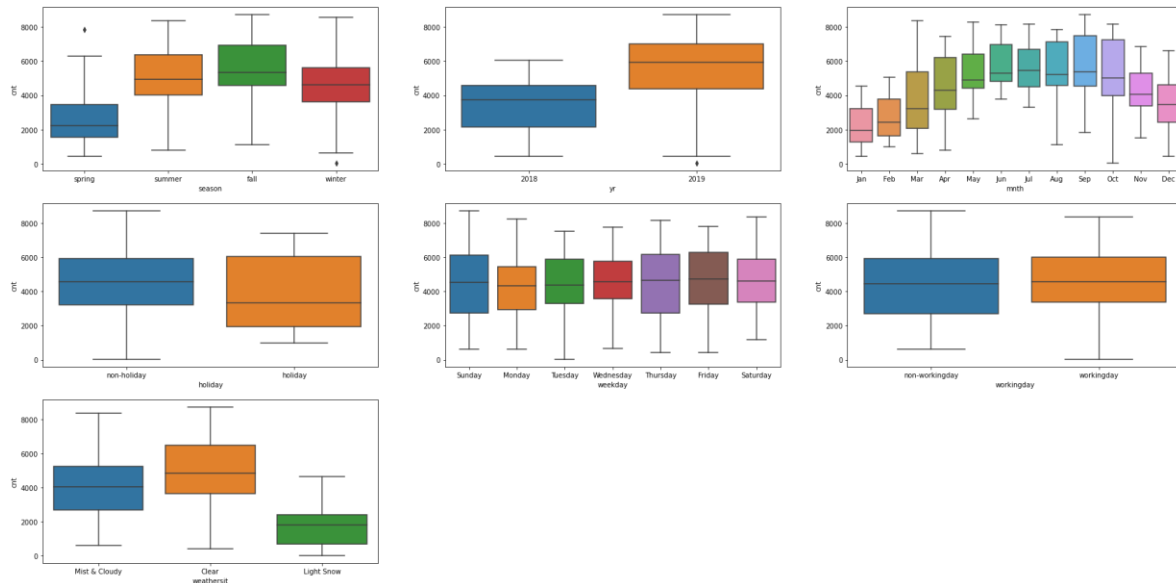 8000
6000
4000
2000
0
cnt
spring summer fall winter
season
8000
6000
4000
2000
0
cnt
2018 2019
yr
8000
6000
4000
2000
0
cnt
Jan Feb Mar Apr May Jun Jul Aug Sep Oct Nov Dec
mnth
8000
6000
4000
2000
0
cnt
non-holiday holiday
holiday
8000
6000
4000
2000
0
cnt
Sunday Monday Tuesday Wednesday Thursday Friday Saturday
weekday
8000
6000
4000
2000
0
cnt
non-workingday workingday
workingday
8000
6000
4000
2000
0
cnt
Mist & Cloudy Clear Light Snow
weathersit